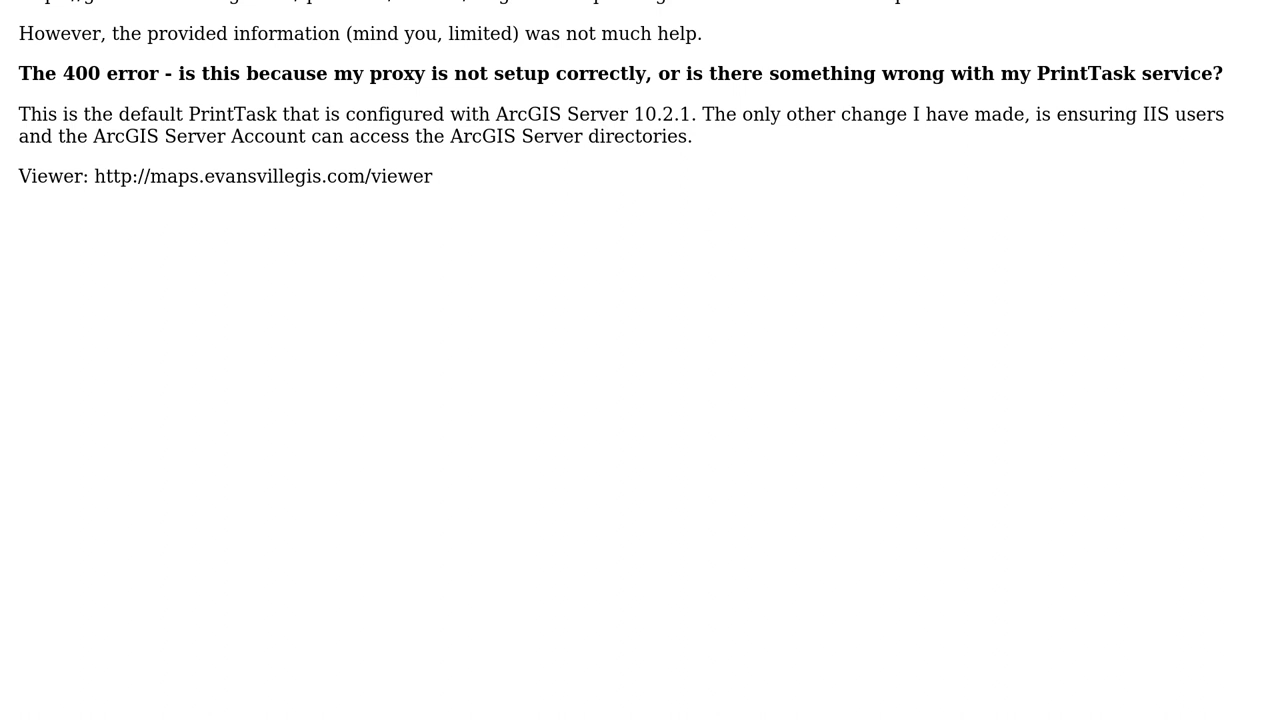 However, the provided information (mind you, limited) was not much help.
The 400 error - is this because my proxy is not setup correctly, or is there something wrong with my PrintTask service?
This is the default PrintTask that is configured with ArcGIS Server 10.2.1. The only other change I have made, is ensuring IIS users
and the ArcGIS Server Account can access the ArcGIS Server directories.
Viewer: http://maps.evansvillegis.com/viewer